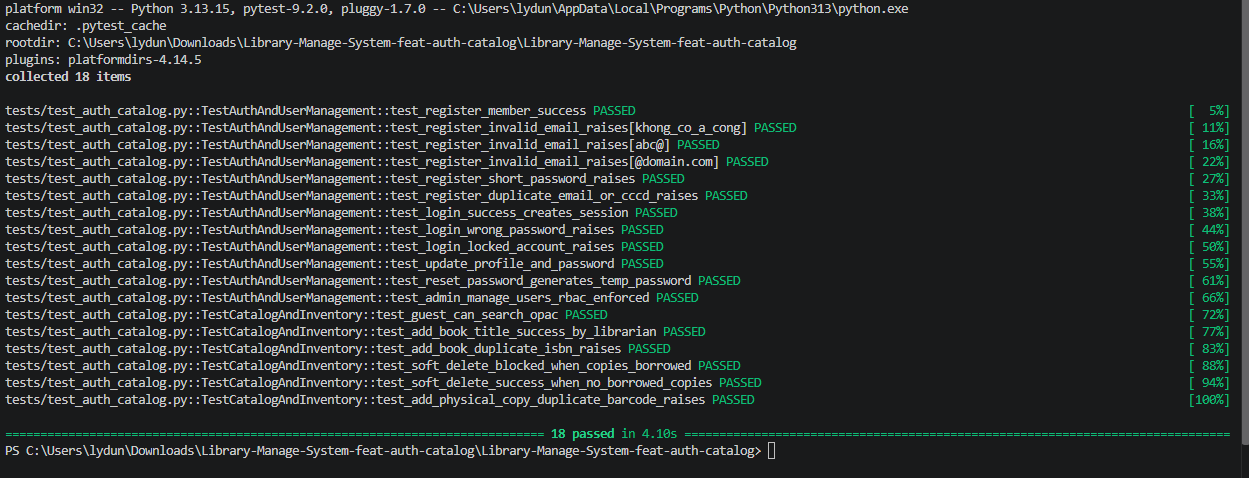 platform win32 -- Python 3.13.15, pytest-9.2.0, pluggy-1.7.0 -- C:\Users\lydun\AppData\Local\Programs\Python\Python313\python.exe
cachedir: .pytest_cache
rootdir: C:\Users\lydun\Downloads\Library-Manage-System-feat-auth-catalog\Library-Manage-System-feat-auth-catalog
plugins: platformdirs-4.14.5
collected 18 items
tests/test_auth_catalog.py::TestAuthAndUserManagement::test_register_member_success PASSED [  5%]
tests/test_auth_catalog.py::TestAuthAndUserManagement::test_register_invalid_email_raises[khong_co_a_cong] PASSED [ 11%]
tests/test_auth_catalog.py::TestAuthAndUserManagement::test_register_invalid_email_raises[abc@] PASSED [ 16%]
tests/test_auth_catalog.py::TestAuthAndUserManagement::test_register_invalid_email_raises[@domain.com] PASSED [ 22%]
tests/test_auth_catalog.py::TestAuthAndUserManagement::test_register_short_password_raises PASSED [ 27%]
tests/test_auth_catalog.py::TestAuthAndUserManagement::test_register_duplicate_email_or_cccd_raises PASSED [ 33%]
tests/test_auth_catalog.py::TestAuthAndUserManagement::test_login_success_creates_session PASSED [ 38%]
tests/test_auth_catalog.py::TestAuthAndUserManagement::test_login_wrong_password_raises PASSED [ 44%]
tests/test_auth_catalog.py::TestAuthAndUserManagement::test_login_locked_account_raises PASSED [ 50%]
tests/test_auth_catalog.py::TestAuthAndUserManagement::test_update_profile_and_password PASSED [ 55%]
tests/test_auth_catalog.py::TestAuthAndUserManagement::test_reset_password_generates_temp_password PASSED [ 61%]
tests/test_auth_catalog.py::TestAuthAndUserManagement::test_admin_manage_users_rbac_enforced PASSED [ 66%]
tests/test_auth_catalog.py::TestCatalogAndInventory::test_guest_can_search_opac PASSED [ 72%]
tests/test_auth_catalog.py::TestCatalogAndInventory::test_add_book_title_success_by_librarian PASSED [ 77%]
tests/test_auth_catalog.py::TestCatalogAndInventory::test_add_book_duplicate_isbn_raises PASSED [ 83%]
tests/test_auth_catalog.py::TestCatalogAndInventory::test_soft_delete_blocked_when_copies_borrowed PASSED [ 88%]
tests/test_auth_catalog.py::TestCatalogAndInventory::test_soft_delete_success_when_no_borrowed_copies PASSED [ 94%]
tests/test_auth_catalog.py::TestCatalogAndInventory::test_add_physical_copy_duplicate_barcode_raises PASSED [100%]
18 passed in 4.10s
PS C:\Users\lydun\Downloads\Library-Manage-System-feat-auth-catalog\Library-Manage-System-feat-auth-catalog>